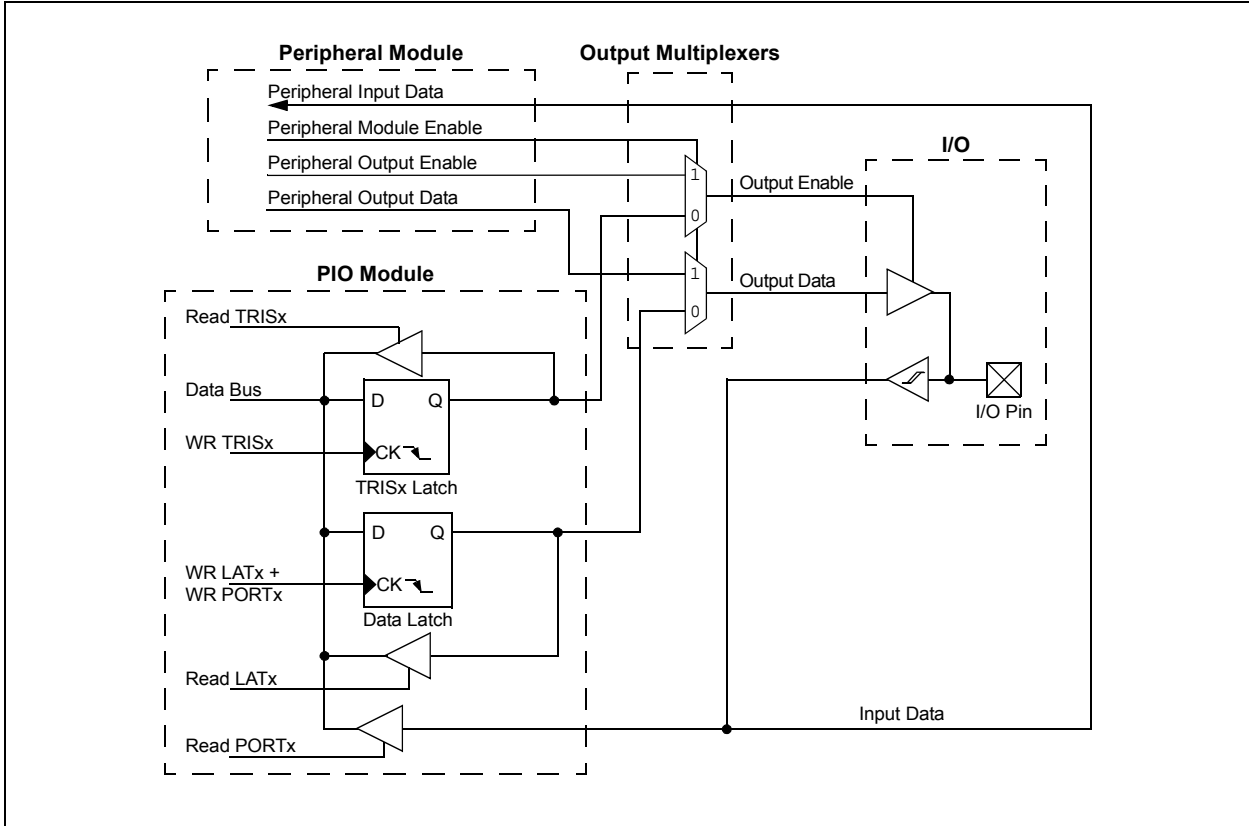 Peripheral Module
Output Multiplexers
Peripheral Input Data
Peripheral Module Enable
Peripheral Output Enable
Peripheral Output Data
1
0
1
0
Output Enable
Output Data
I/O
I/O Pin
PIO Module
Read TRISx
Data Bus
D Q
WR TRISx
CK
TRISx Latch
D Q
WR LATx +
WR PORTx
CK
Data Latch
Read LATx
Read PORTx
Input Data